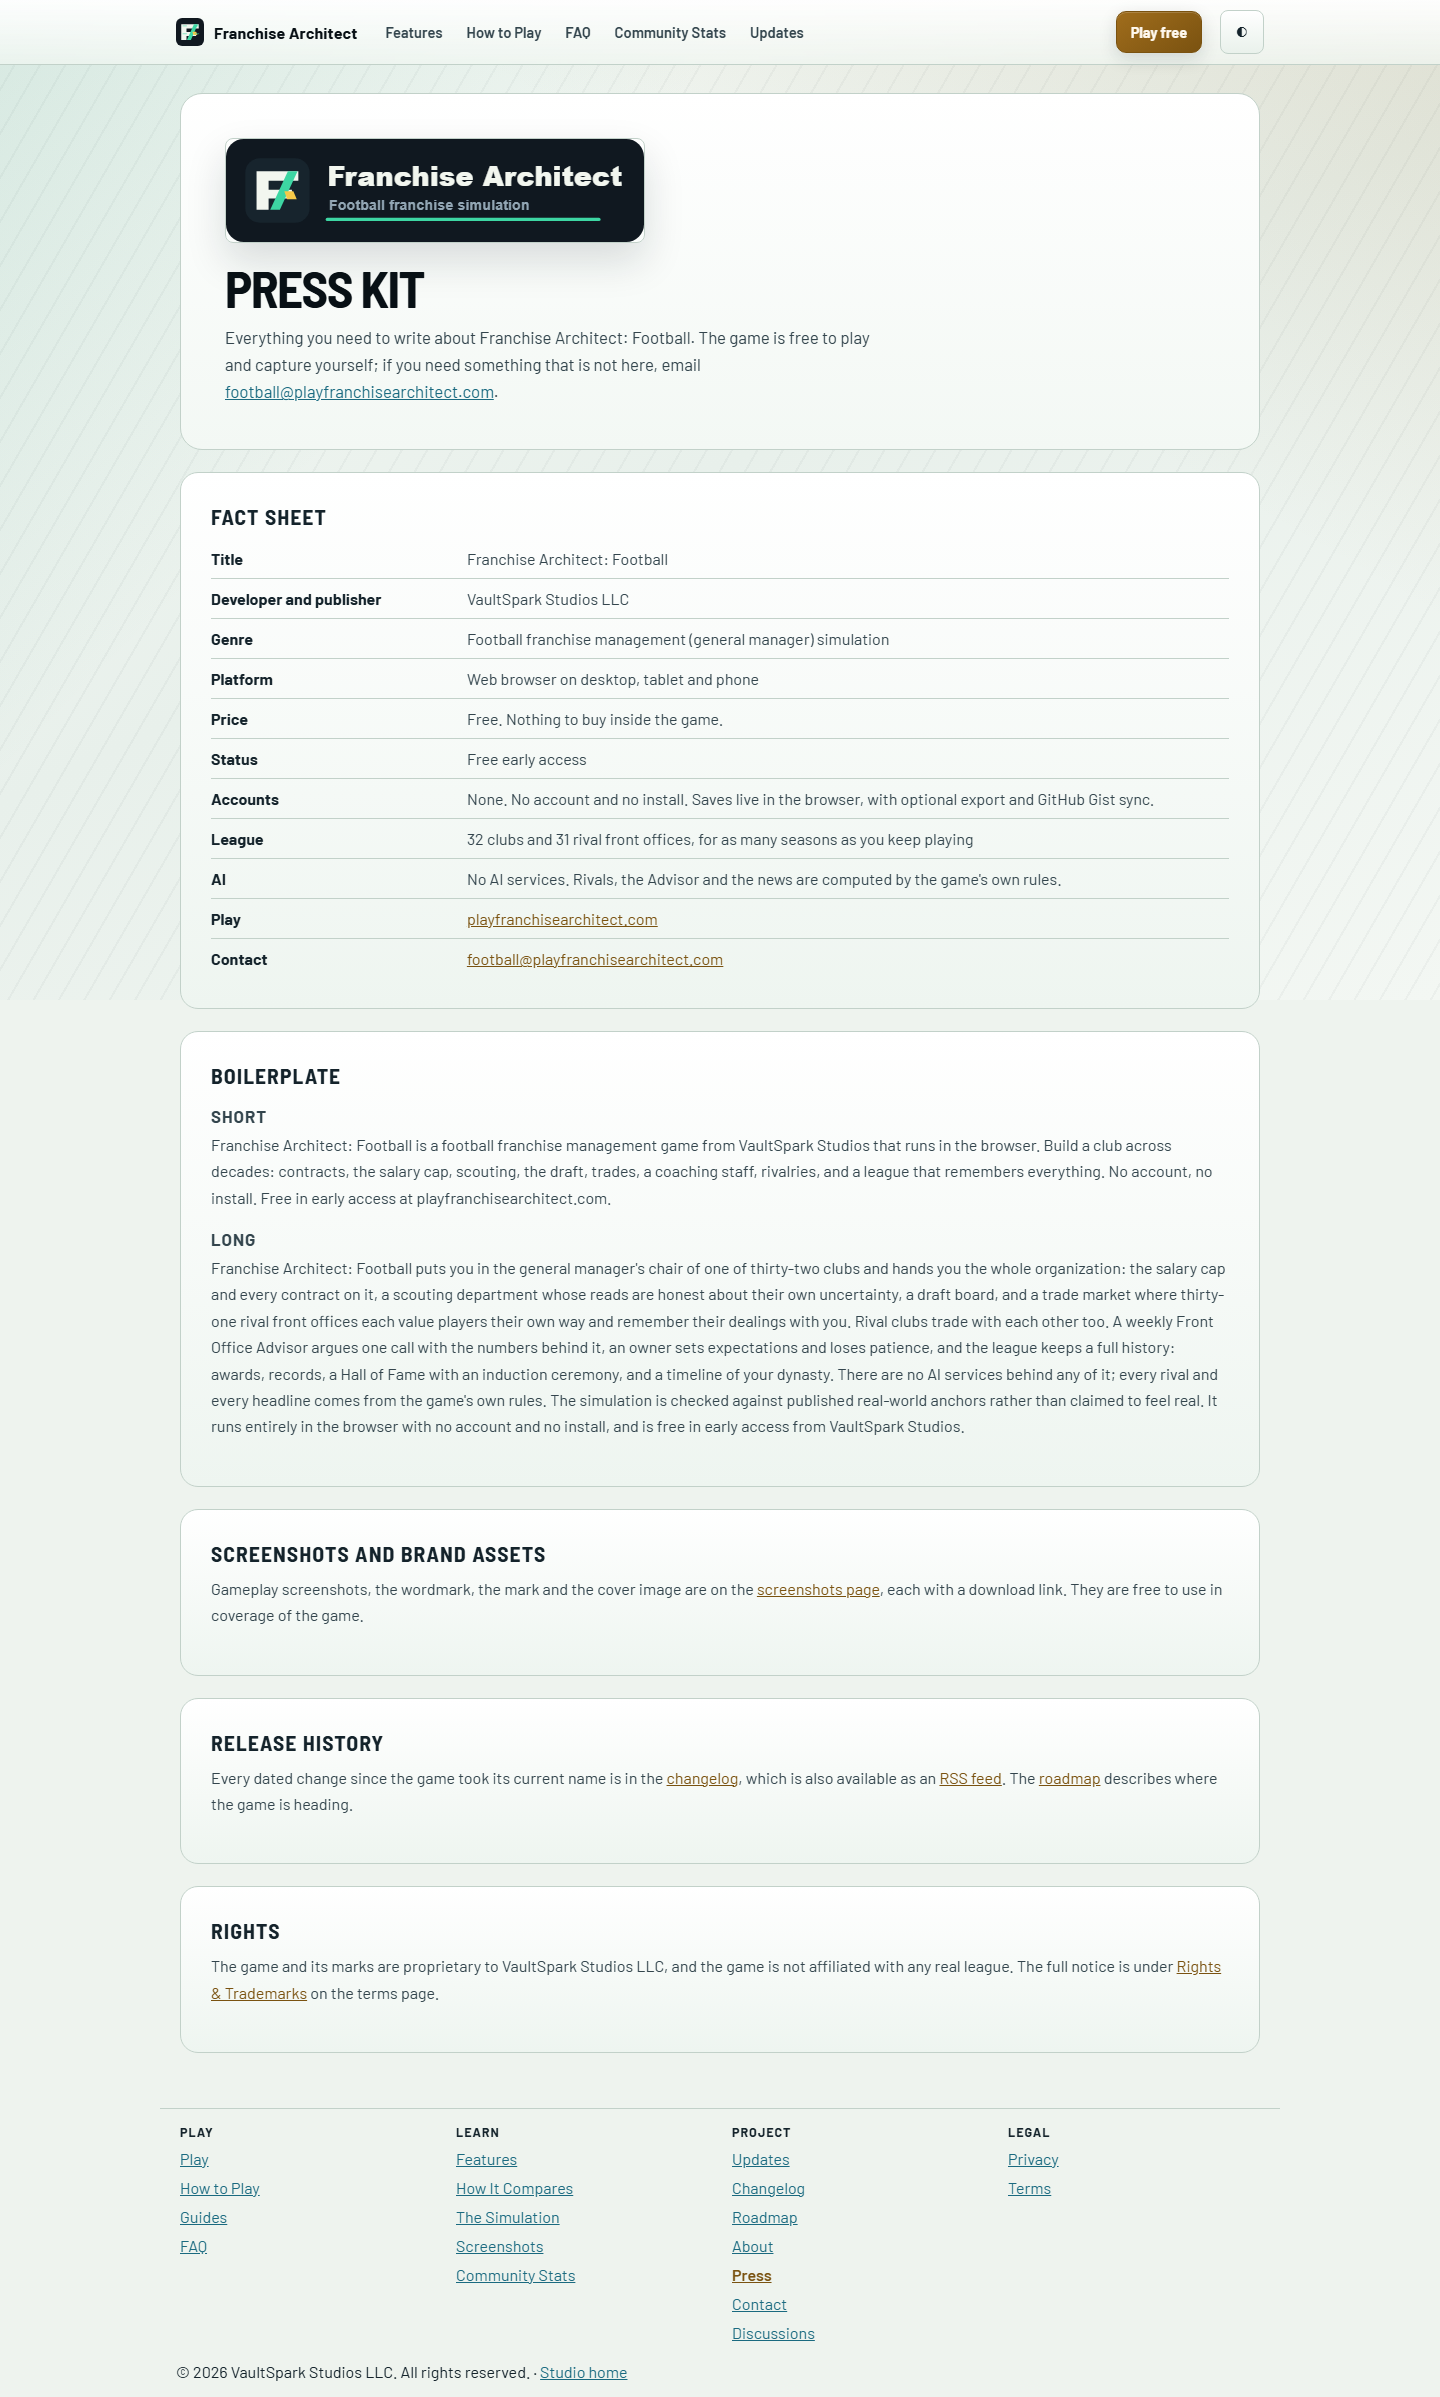 Franchise Architect
Features
How to Play
FAQ
Community Stats
Updates
Play free
Franchise Architect
Football franchise simulation
PRESS KIT
Everything you need to write about Franchise Architect: Football. The game is free to play
and capture yourself; if you need something that is not here, email
football@playfranchisearchitect.com.
FACT SHEET
Title Franchise Architect: Football
Developer and publisher VaultSpark Studios LLC
Genre Football franchise management (general manager) simulation
Platform Web browser on desktop, tablet and phone
Price Free. Nothing to buy inside the game.
Status Free early access
Accounts None. No account and no install. Saves live in the browser, with optional export and GitHub Gist sync.
League 32 clubs and 31 rival front offices, for as many seasons as you keep playing
AI No AI services. Rivals, the Advisor and the news are computed by the game's own rules.
Play playfranchisearchitect.com
Contact football@playfranchisearchitect.com
BOILERPLATE
SHORT
Franchise Architect: Football is a football franchise management game from VaultSpark Studios that runs in the browser. Build a club across
decades: contracts, the salary cap, scouting, the draft, trades, a coaching staff, rivalries, and a league that remembers everything. No account, no
install. Free in early access at playfranchisearchitect.com.
LONG
Franchise Architect: Football puts you in the general manager's chair of one of thirty-two clubs and hands you the whole organization: the salary cap
and every contract on it, a scouting department whose reads are honest about their own uncertainty, a draft board, and a trade market where thirty-
one rival front offices each value players their own way and remember their dealings with you. Rival clubs trade with each other too. A weekly Front
Office Advisor argues one call with the numbers behind it, an owner sets expectations and loses patience, and the league keeps a full history:
awards, records, a Hall of Fame with an induction ceremony, and a timeline of your dynasty. There are no AI services behind any of it; every rival and
every headline comes from the game's own rules. The simulation is checked against published real-world anchors rather than claimed to feel real. It
runs entirely in the browser with no account and no install, and is free in early access from VaultSpark Studios.
SCREENSHOTS AND BRAND ASSETS
Gameplay screenshots, the wordmark, the mark and the cover image are on the screenshots page, each with a download link. They are free to use in
coverage of the game.
RELEASE HISTORY
Every dated change since the game took its current name is in the changelog, which is also available as an RSS feed. The roadmap describes where
the game is heading.
RIGHTS
The game and its marks are proprietary to VaultSpark Studios LLC, and the game is not affiliated with any real league. The full notice is under Rights
& Trademarks on the terms page.
PLAY
Play
How to Play
Guides
FAQ
LEARN
Features
How It Compares
The Simulation
Screenshots
Community Stats
PROJECT
Updates
Changelog
Roadmap
About
Press
Contact
Discussions
LEGAL
Privacy
Terms
© 2026 VaultSpark Studios LLC. All rights reserved. · Studio home